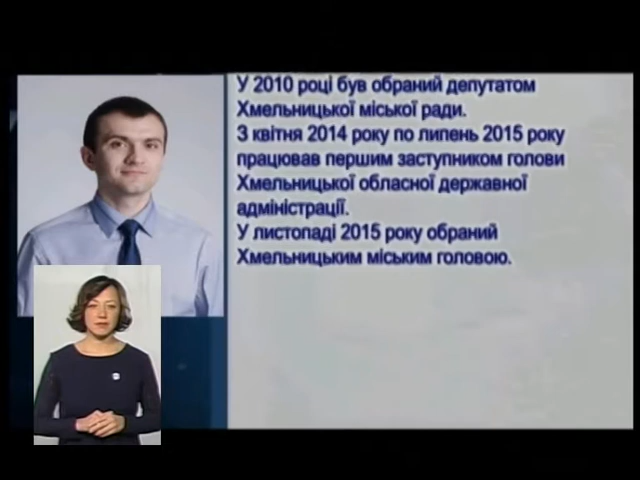 У 2010 році був обраний депутатом
Хмельницької міської ради.
З квітня 2014 року по липень 2015 року
працював першим заступником голови
Хмельницької обласної державної
адміністрації.
У листопаді 2015 року обраний
Хмельницьким міським головою.